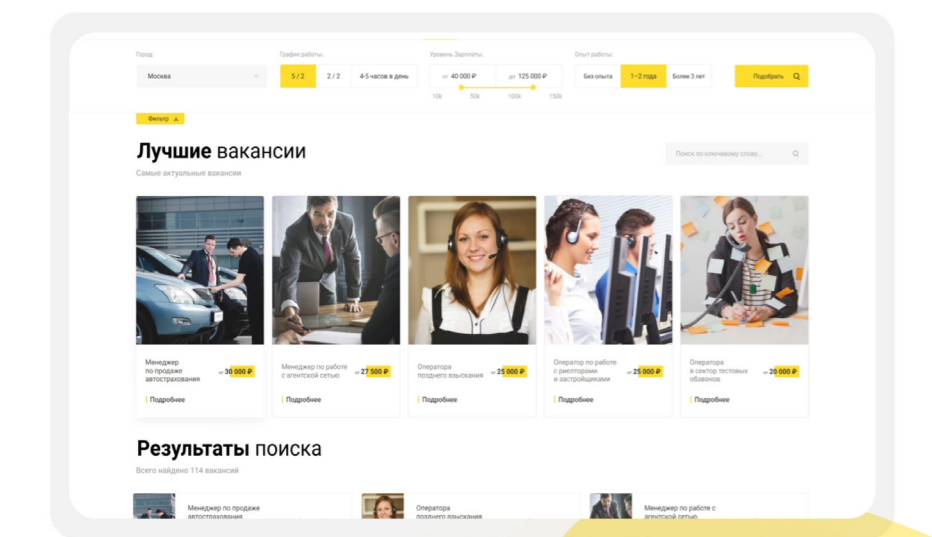 Город:
График работы:
Уровень Зарплаты:
Опыт работы:
Москва
5 / 2
2 / 2
4-5 часов в день
от 40 000 ₽
до 125 000 ₽
Без опыта
1–2 года
Более 3 лет
Подобрать
10k
50k
100k
150k
Фильтр
Лучшие вакансии
Самые актуальные вакансии
Поиск по ключевому слову...
Менеджер
по продаже
автострахования
от 30 000 ₽
Подробнее
Менеджер по работе
с агентской сетью
от 27 500 ₽
Подробнее
Оператора
позднего взыскания
от 25 000 ₽
Подробнее
Оператор по работе
с риелторами
и застройщиками
от 25 000 ₽
Подробнее
Оператора
в сектор тестовых
обзвонов
от 20 000 ₽
Подробнее
Результаты поиска
Всего найдено 114 вакансий
Менеджер по продаже
автострахования
Оператора
позднего взыскания
Менеджер по работе с
агентской сетью